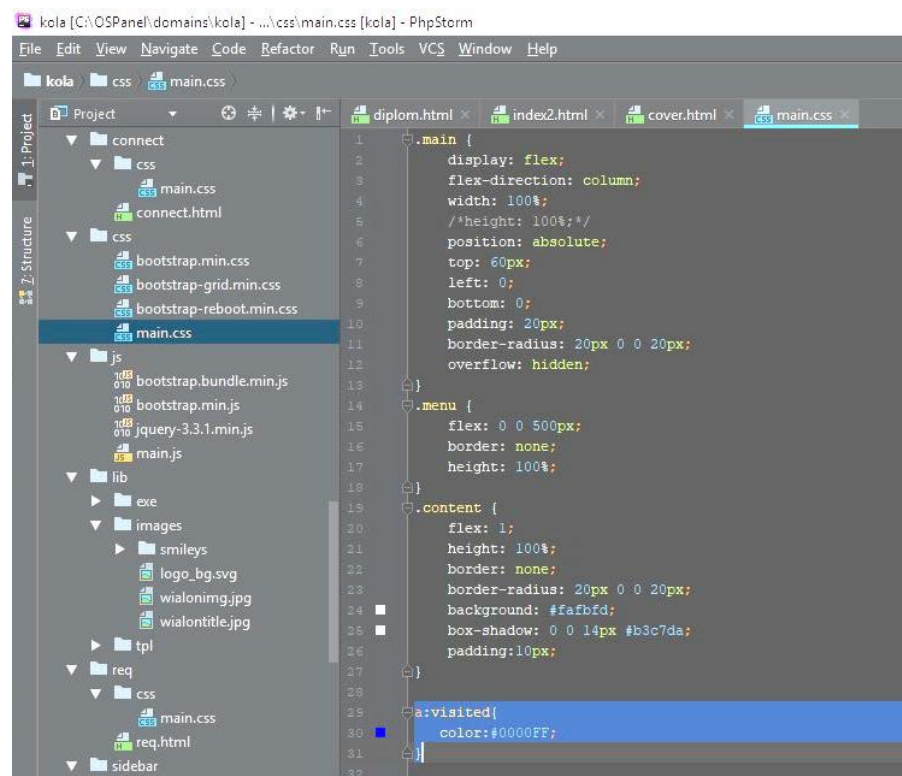 kola [C:\OSPanel\domains\kola] - ...\css\main.css [kola] - PhpStorm
File Edit View Navigate Code Refactor Run Tools VCS Window Help
kola css main.css
Project
diplom.html index2.html cover.html main.css
1: Project
7: Structure
connect
css
main.css
connect.html
css
bootstrap.min.css
bootstrap-grid.min.css
bootstrap-reboot.min.css
main.css
js
bootstrap.bundle.min.js
bootstrap.min.js
jquery-3.3.1.min.js
main.js
lib
exe
images
smileys
logo_bg.svg
wialonimg.jpg
wialontitle.jpg
tpl
req
css
main.css
req.html
sidebar
1 .main {
2 display: flex;
3 flex-direction: column;
4 width: 100%;
5 /*height: 100%;*/
6 position: absolute;
7 top: 60px;
8 left: 0;
9 bottom: 0;
10 padding: 20px;
11 border-radius: 20px 0 0 20px;
12 overflow: hidden;
13 }
14 .menu {
15 flex: 0 0 500px;
16 border: none;
17 height: 100%;
18 }
19 .content {
20 flex: 1;
21 height: 100%;
22 border: none;
23 border-radius: 20px 0 0 20px;
24 background: #fafbfd;
25 box-shadow: 0 0 14px #b3c7da;
26 padding:10px;
27 }
28
29 a:visited{
30 color:#0000FF;
31 }
32